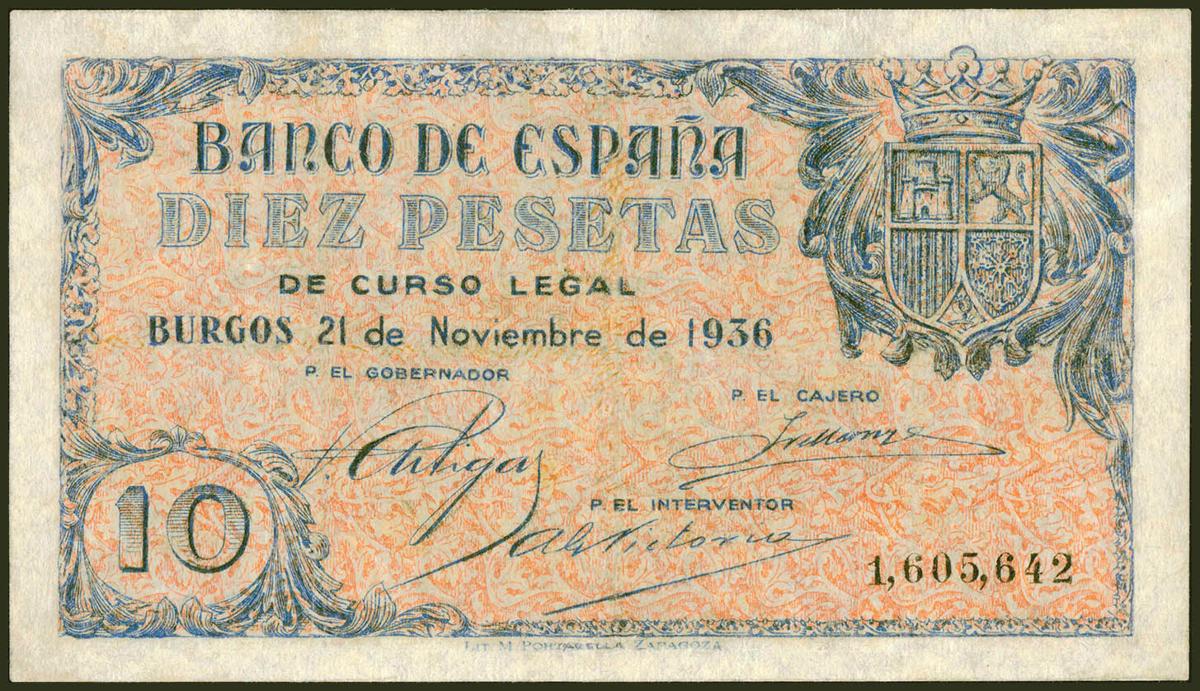 BANCO DE ESPAÑA
DIEZ PESETAS
DE CURSO LEGAL
BURGOS 21 de Noviembre de 1936
P. EL GOBERNADOR
P. EL CAJERO
P. EL INTERVENTOR
10
1,605,642
LIT. M. PORTABELLA ZARAGOZA